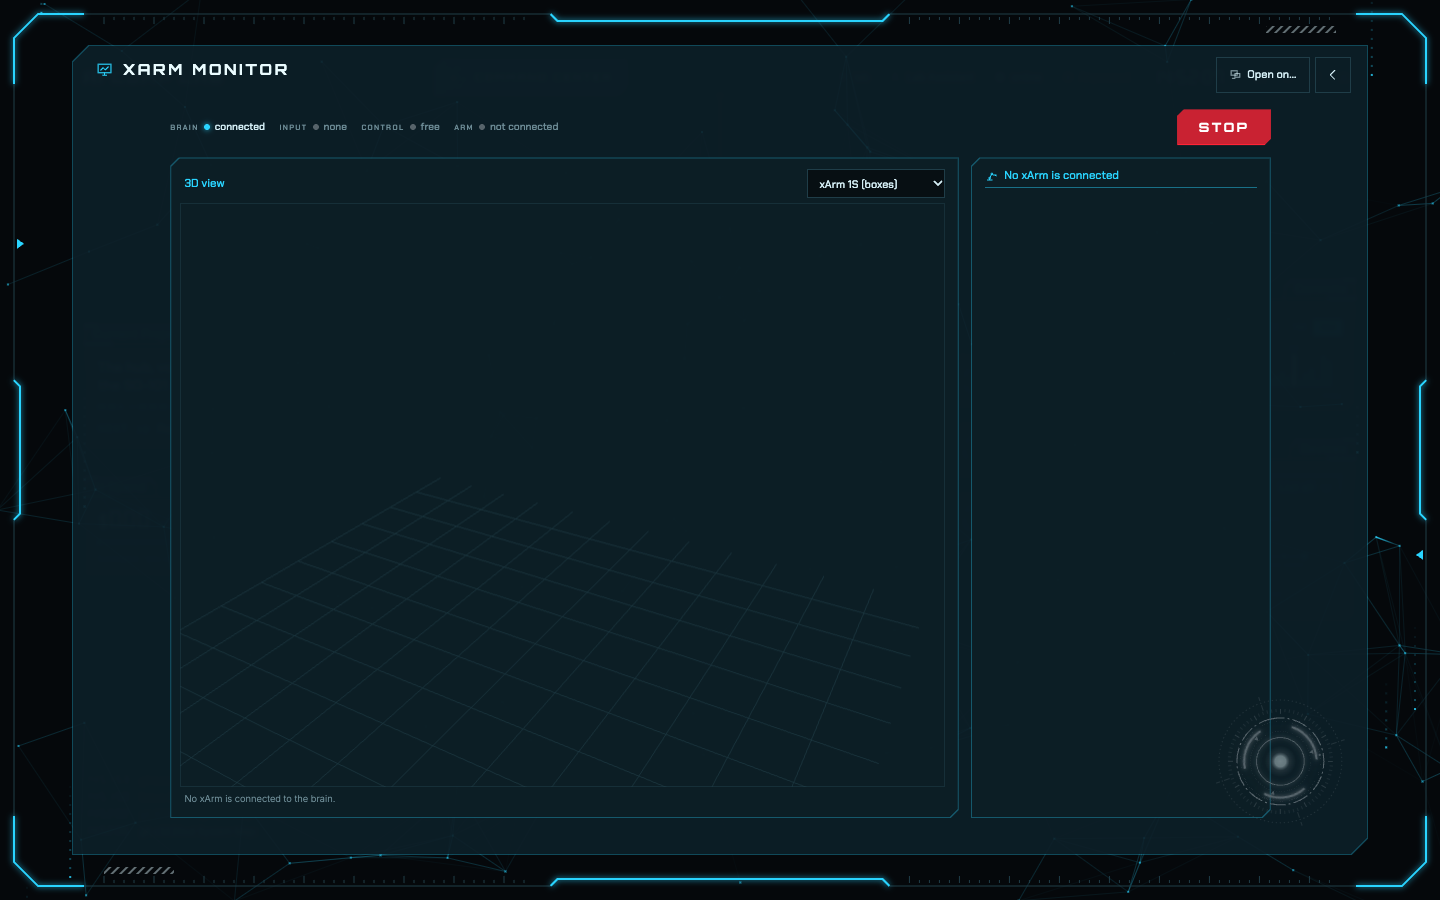 XARM MONITOR
Open on...
BRAIN connected INPUT none CONTROL free ARM not connected
STOP
3D view
xArm 1S (boxes)
No xArm is connected to the brain.
No xArm is connected